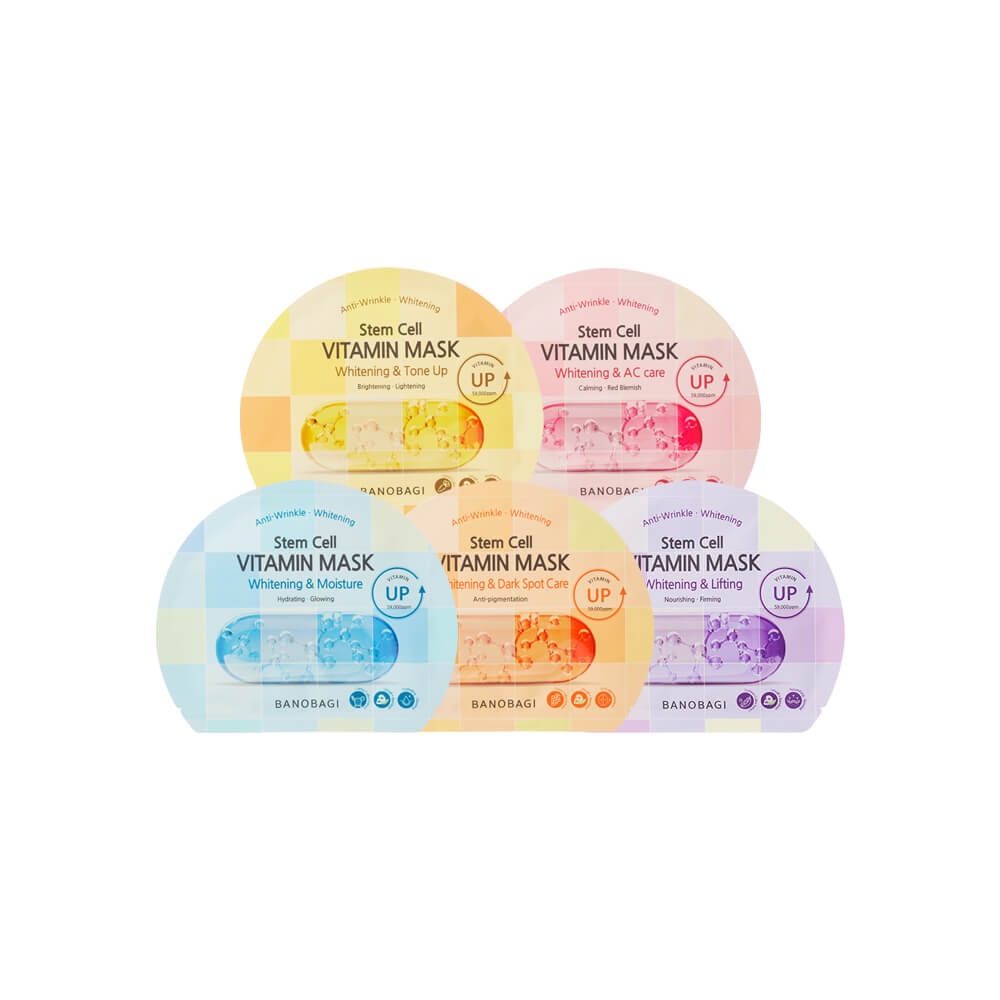 Anti-Wrinkle · Whitening
Stem Cell
VITAMIN MASK
Whitening & Tone Up
Brightening · Lightening
VITAMIN
UP
59,000ppm
BANOBAGI
Anti-Wrinkle · Whitening
Stem Cell
VITAMIN MASK
Whitening & AC care
Calming · Red Blemish
VITAMIN
UP
59,000ppm
BANOBAGI
Anti-Wrinkle · Whitening
Stem Cell
VITAMIN MASK
Whitening & Moisture
Hydrating · Glowing
VITAMIN
UP
59,000ppm
BANOBAGI
Anti-Wrinkle · Whitening
Stem Cell
VITAMIN MASK
hitening & Dark Spot Care
Anti-pigmentation
VITAMIN
UP
59,000ppm
BANOBAGI
Anti-Wrinkle · Whitening
Stem Cell
VITAMIN MASK
Whitening & Lifting
Nourishing · Firming
VITAMIN
UP
59,000ppm
BANOBAGI